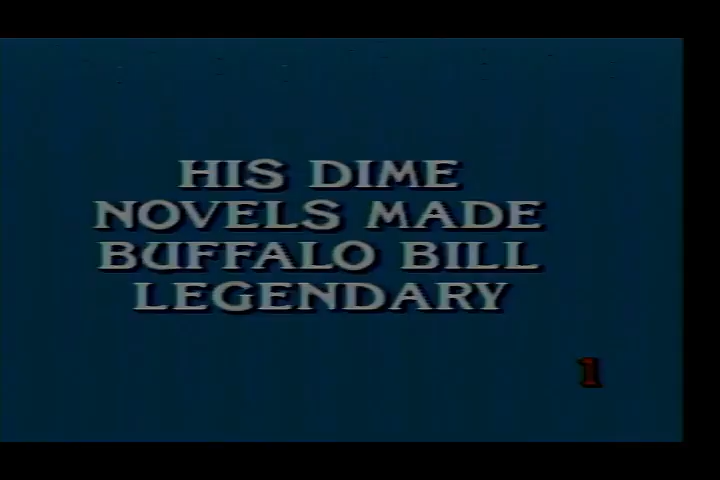 HIS DIME
NOVELS MADE
BUFFALO BILL
LEGENDARY
1